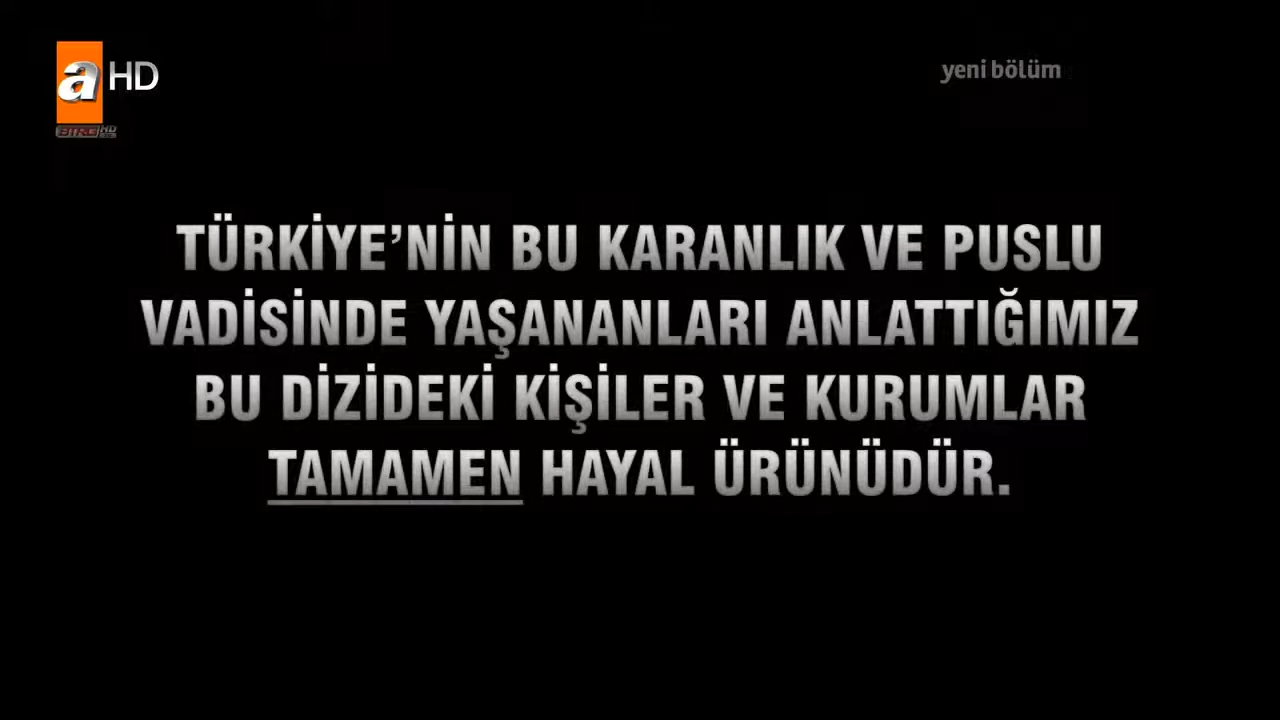 a HD
yeni bölüm
TÜRKİYE’NİN BU KARANLIK VE PUSLU
VADİSİNDE YAŞANANLARI ANLATTIĞIMIZ
BU DİZİDEKİ KİŞİLER VE KURUMLAR
TAMAMEN HAYAL ÜRÜNÜDÜR.